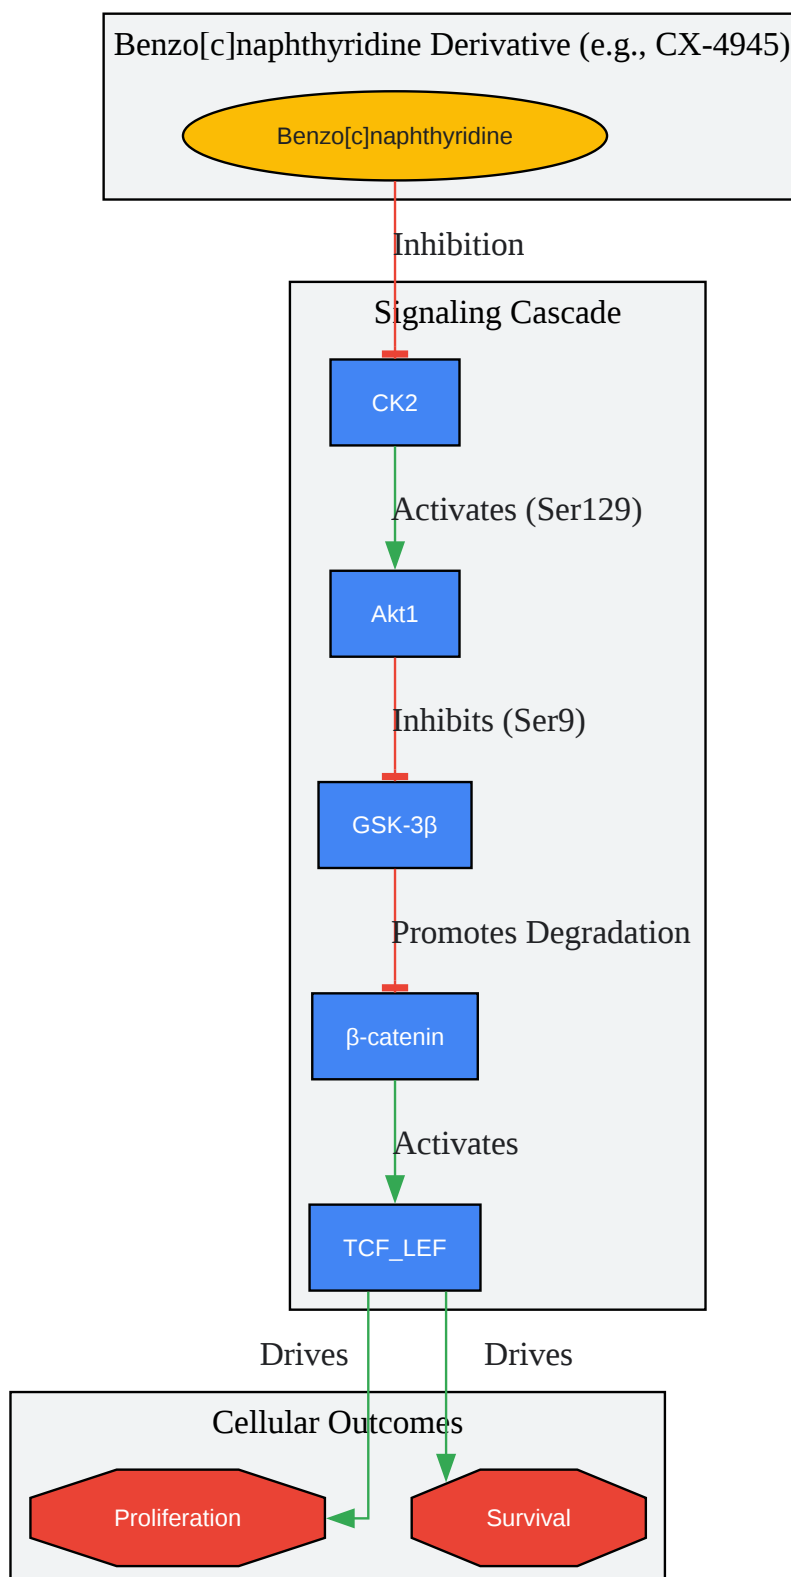 Benzo[c]naphthyridine Derivative (e.g., CX-4945)
Benzo[c]naphthyridine
Inhibition
Signaling Cascade
CK2
Activates (Ser129)
Akt1
Inhibits (Ser9)
GSK-3β
Promotes Degradation
β-catenin
Activates
TCF_LEF
Drives
Drives
Cellular Outcomes
Proliferation
Survival